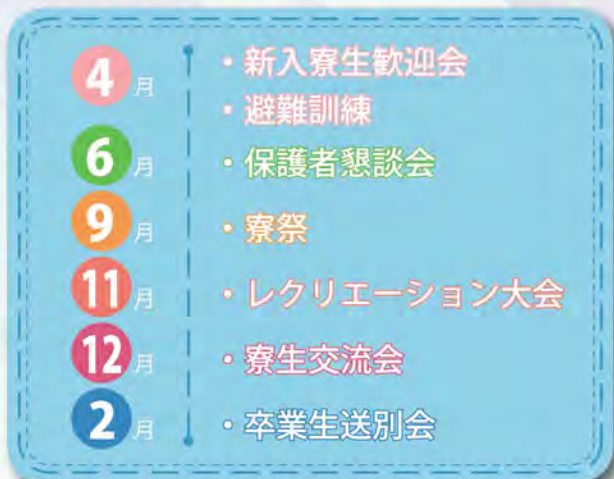 4月 ・新入寮生歓迎会
・避難訓練
6月 ・保護者懇談会
9月 ・寮祭
11月 ・レクリエーション大会
12月 ・寮生交流会
2月 ・卒業生送別会